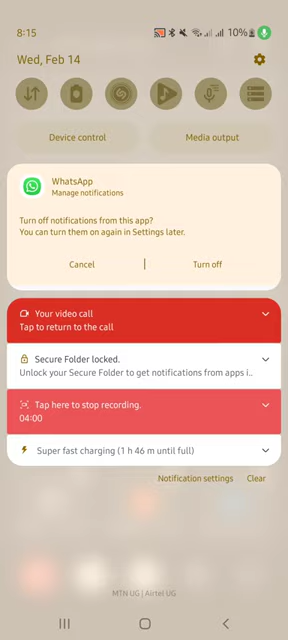 8:15
10%
Wed, Feb 14
Device control
Media output
WhatsApp
Manage notifications
Turn off notifications from this app?
You can turn them on again in Settings later.
Cancel
Turn off
Your video call
Tap to return to the call
Secure Folder locked.
Unlock your Secure Folder to get notifications from apps i..
Tap here to stop recording.
04:00
Super fast charging (1 h 46 m until full)
Notification settings
Clear
MTN UG | Airtel UG